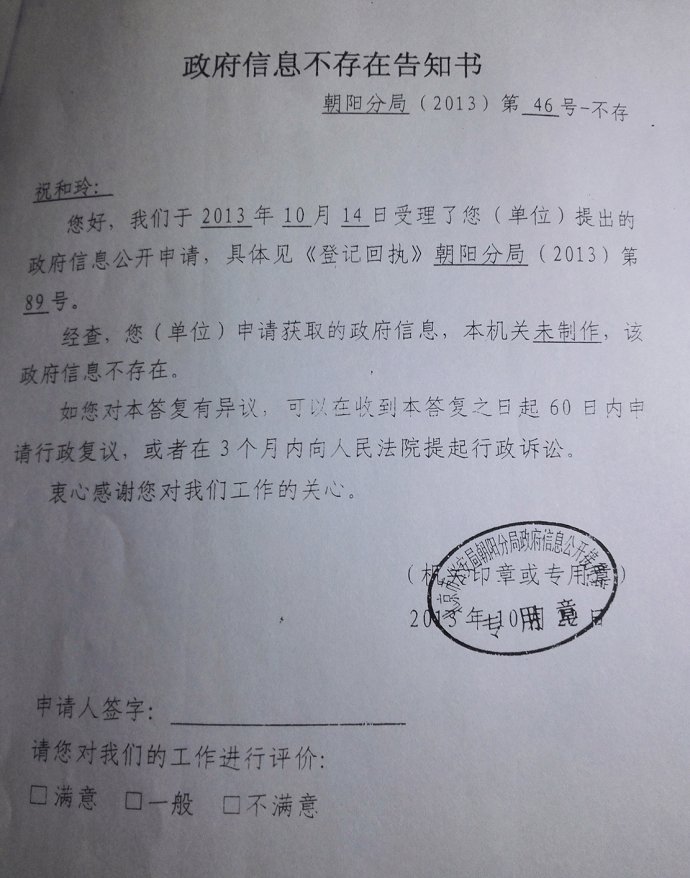 政府信息不存在告知书
朝阳分局（2013）第 46 号-不存
祝和玲：
您好，我们于 2013 年 10 月 14 日受理了您（单位）提出的
政府信息公开申请，具体见《登记回执》朝阳分局（2013）第
89 号。
经查，您（单位）申请获取的政府信息，本机关未制作，该
政府信息不存在。
如您对本答复有异议，可以在收到本答复之日起 60 日内申
请行政复议，或者在 3 个月内向人民法院提起行政诉讼。
衷心感谢您对我们工作的关心。
局朝阳分局政府信息公开
（机关印章或专用章）
2013 年 10 月 22 日
专用章
申请人签字：
请您对我们的工作进行评价：
□满意 □一般 □不满意